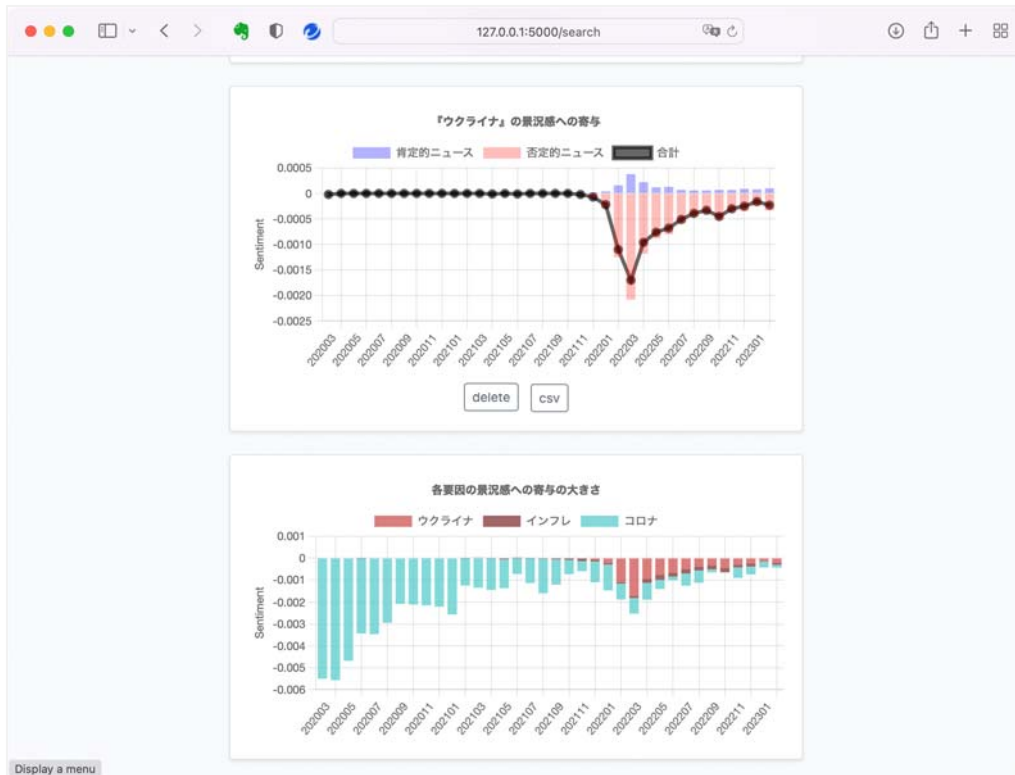 127.0.0.1:5000/search
『ウクライナ』の景況感への寄与
肯定的ニュース 否定的ニュース 合計
0.0005
0
-0.0005
-0.0010
-0.0015
-0.0020
-0.0025
Sentiment
202003 202005 202007 202009 202011 202101 202103 202105 202107 202109 202111 202201 202203 202205 202207 202209 202211 202301
delete csv
各要因の景況感への寄与の大きさ
ウクライナ インフレ コロナ
0.001
0
-0.001
-0.002
-0.003
-0.004
-0.005
-0.006
Sentiment
202003 202005 202007 202009 202011 202101 202103 202105 202107 202109 202111 202201 202203 202205 202207 202209 202211 202301
Display a menu